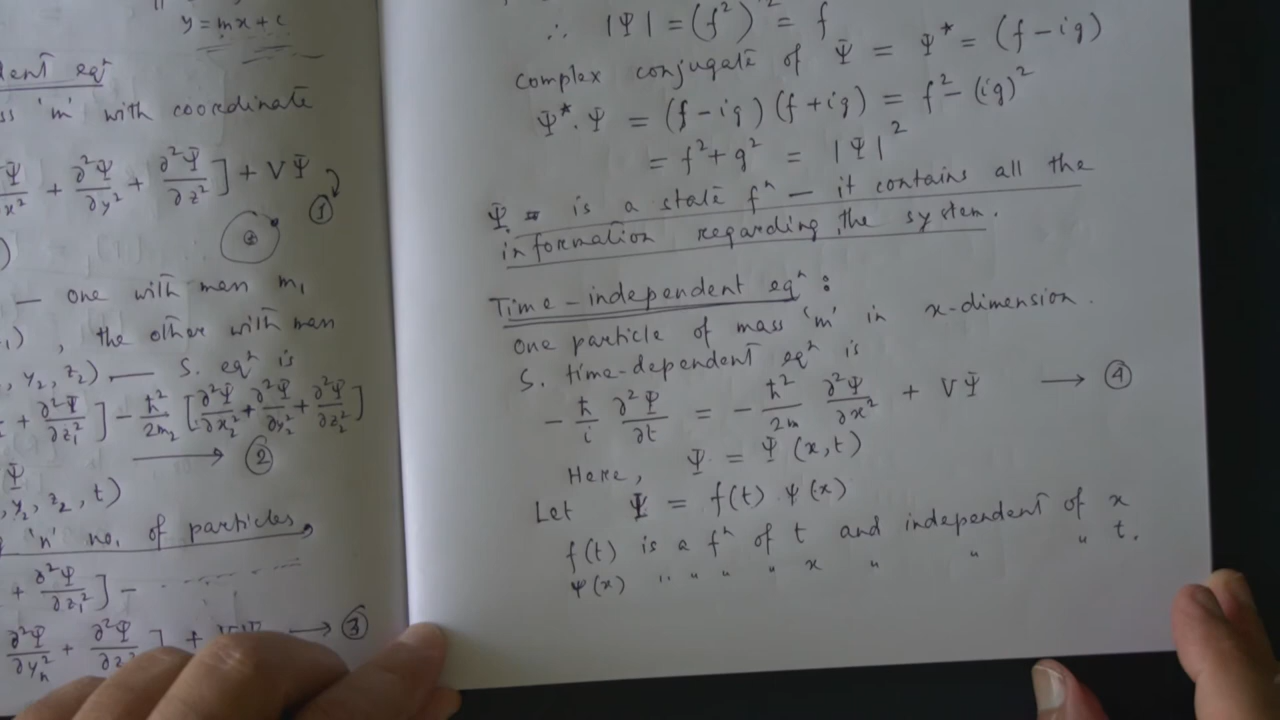 y = mx + c
dent eqⁿ
ss 'm' with coordinate
+ ∂²Ψ/∂y² + ∂²Ψ/∂z² ] + VΨ
①
— one with mass m₁
, the other with mass
, y₂, z₂) — S. eqⁿ is
+ ∂²Ψ/∂z₁² ] − ħ²/2m₂ [ ∂²Ψ/∂x₂² + ∂²Ψ/∂y₂² + ∂²Ψ/∂z₂² ]
Ψ → ②
, y₂, z₂, t)
'n' no. of particles,
+ ∂²Ψ/∂z₁² ] − ----
∂²Ψ/∂yₙ² + ] + → ③
∴ |Ψ| = (f²) = f
Complex conjugate of Ψ = Ψ* = (f − ig)
Ψ*. Ψ = (f − ig) (f + ig) = f² − (ig)²
= f² + g² = |Ψ|²
Ψ is a state fⁿ — it contains all the
information regarding the system.
Time-independent eqⁿ :
One particle of mass 'm' in x-dimension.
S. time-dependent eqⁿ is
− ħ/i ∂²Ψ/∂t = − ħ²/2m ∂²Ψ/∂x² + VΨ → ④
Here, Ψ = Ψ (x, t)
Let Ψ = f(t) . ψ(x)
f(t) is a fⁿ of t and independent of x
ψ(x) " " " " x " " " t.